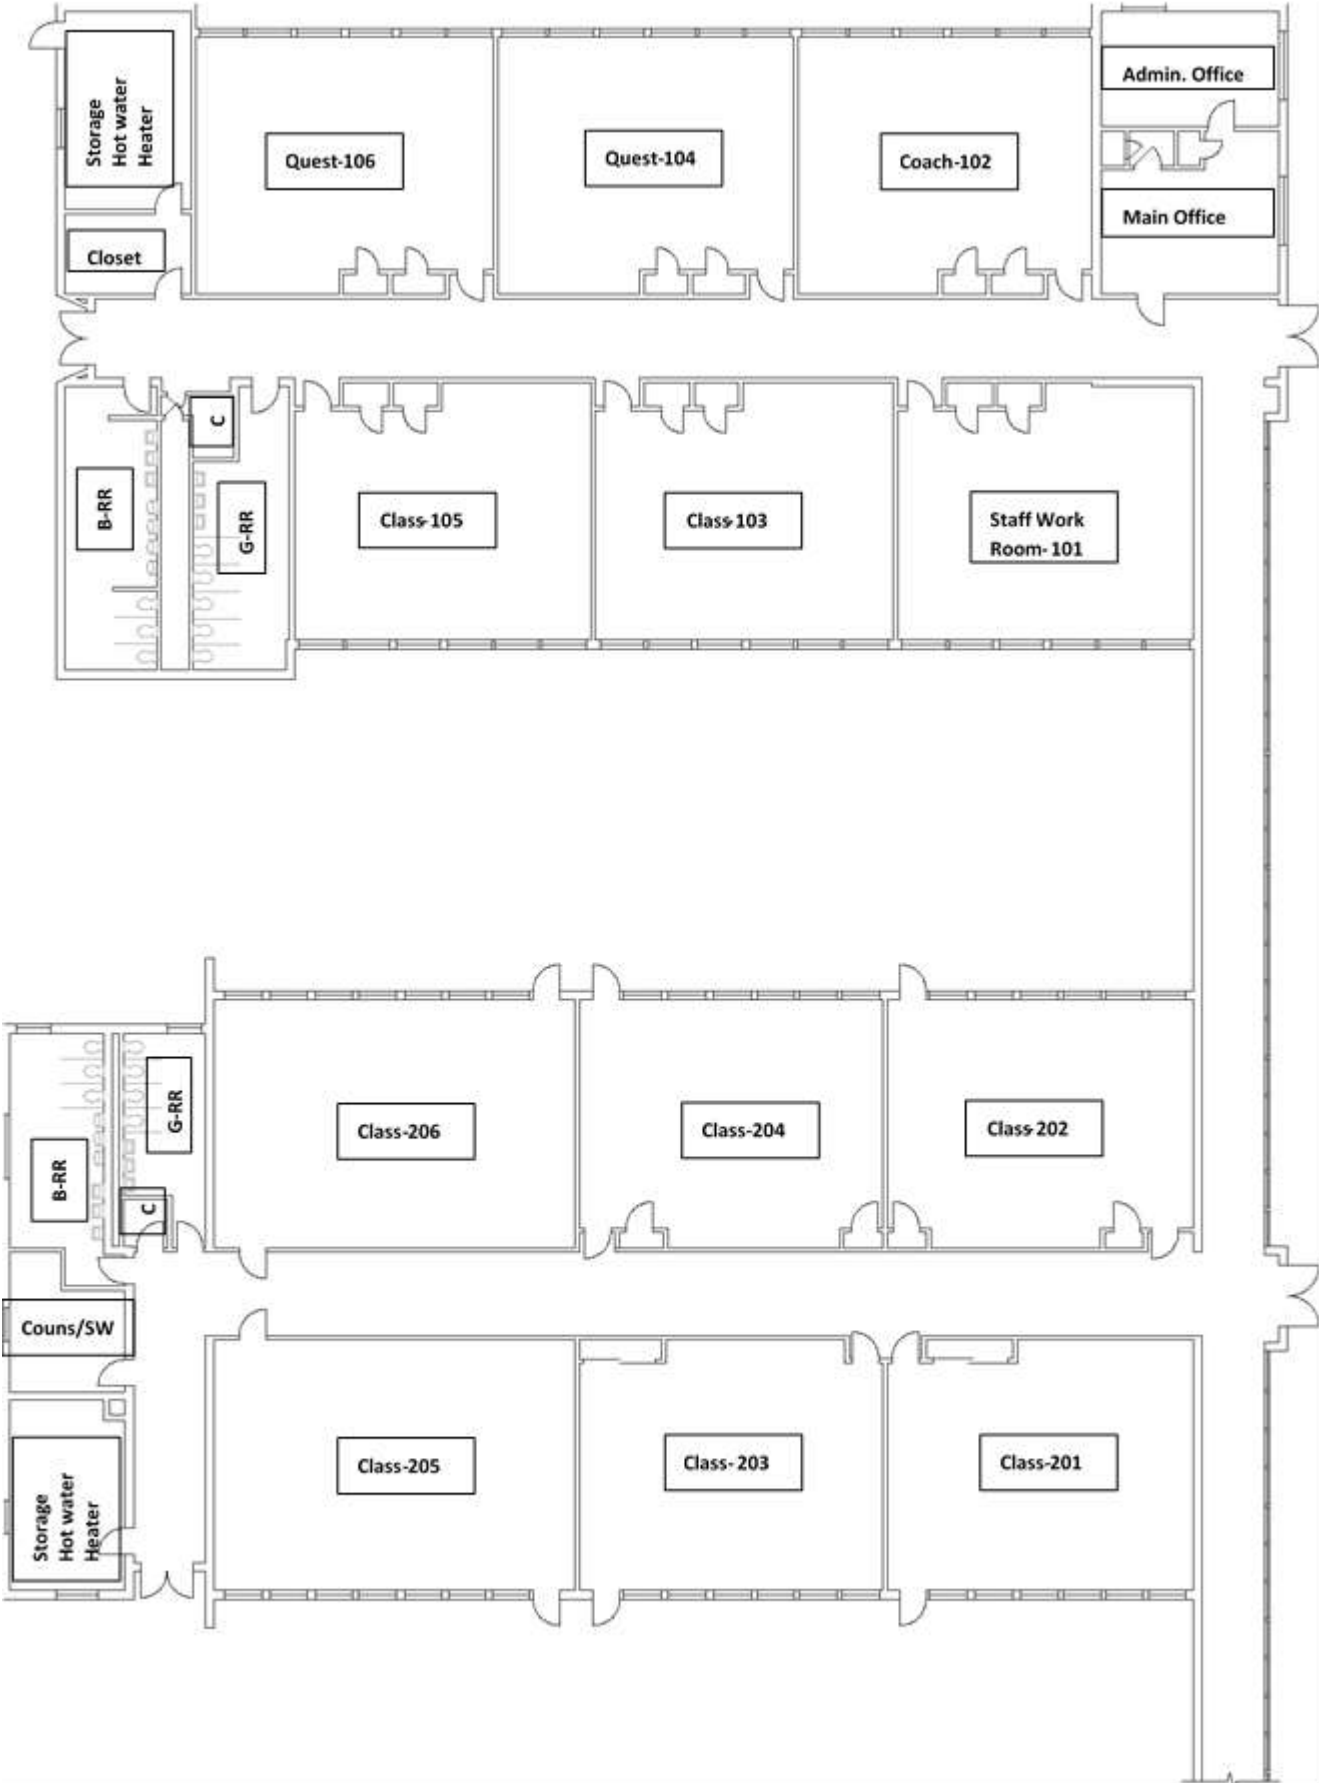 Storage
Hot water
Heater
Quest-106
Quest-104
Coach-102
Admin. Office
Main Office
Closet
C
B-RR
G-RR
Class-105
Class-103
Staff Work
Room- 101
Class-206
Class-204
Class-202
G-RR
B-RR
C
Couns/SW
Class-205
Class- 203
Class-201
Storage
Hot water
Heater